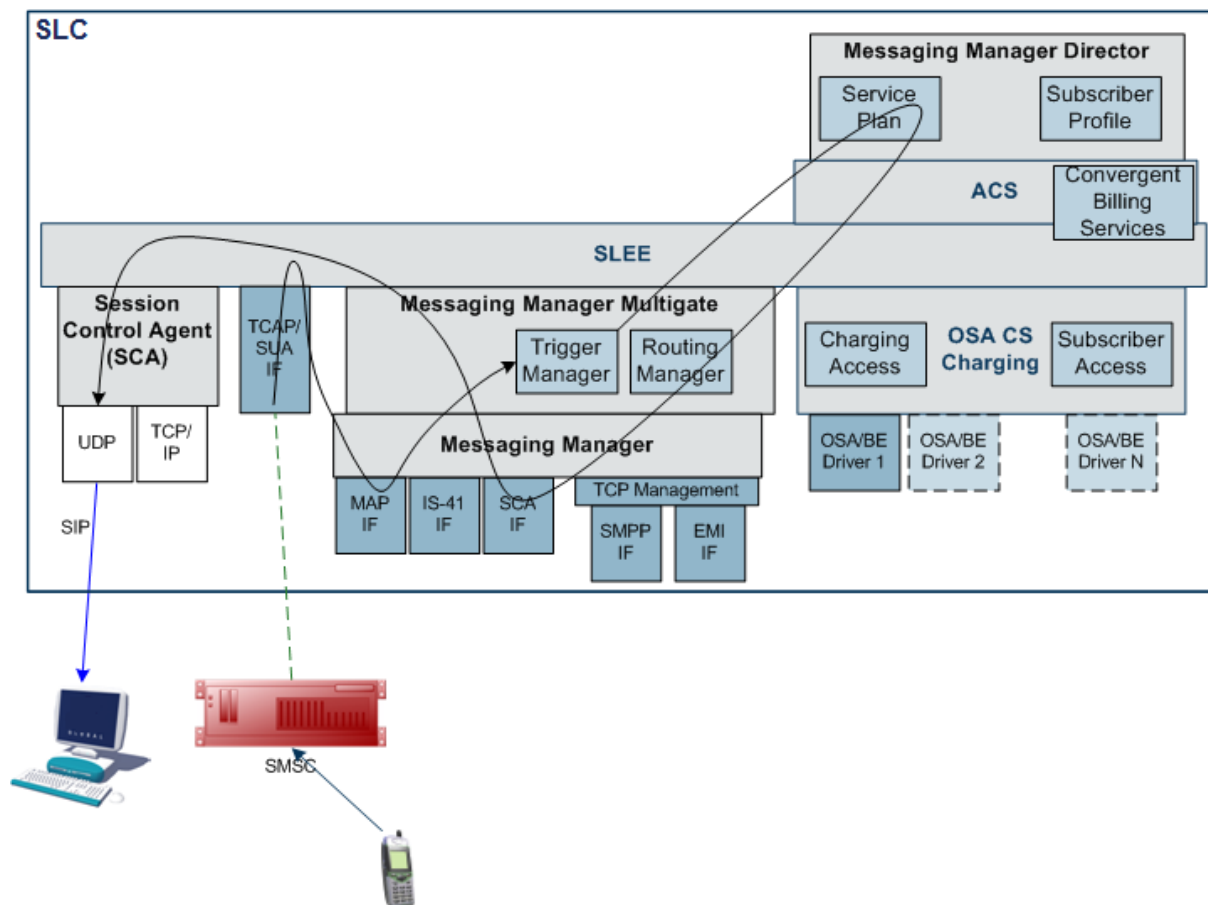 SLC
Messaging Manager Director
Service
Plan
Subscriber
Profile
ACS
Convergent
Billing
Services
SLEE
Session
Control Agent
(SCA)
TCAP/
SUA
IF
Messaging Manager Multigate
Trigger
Manager
Routing
Manager
Charging
Access
OSA CS
Charging
Subscriber
Access
UDP
TCP/
IP
Messaging Manager
OSA/BE
Driver 1
OSA/BE
Driver 2
OSA/BE
Driver N
MAP
IF
IS-41
IF
SCA
IF
TCP Management
SMPP
IF
EMI
IF
SIP
GLOBAL
SMSC